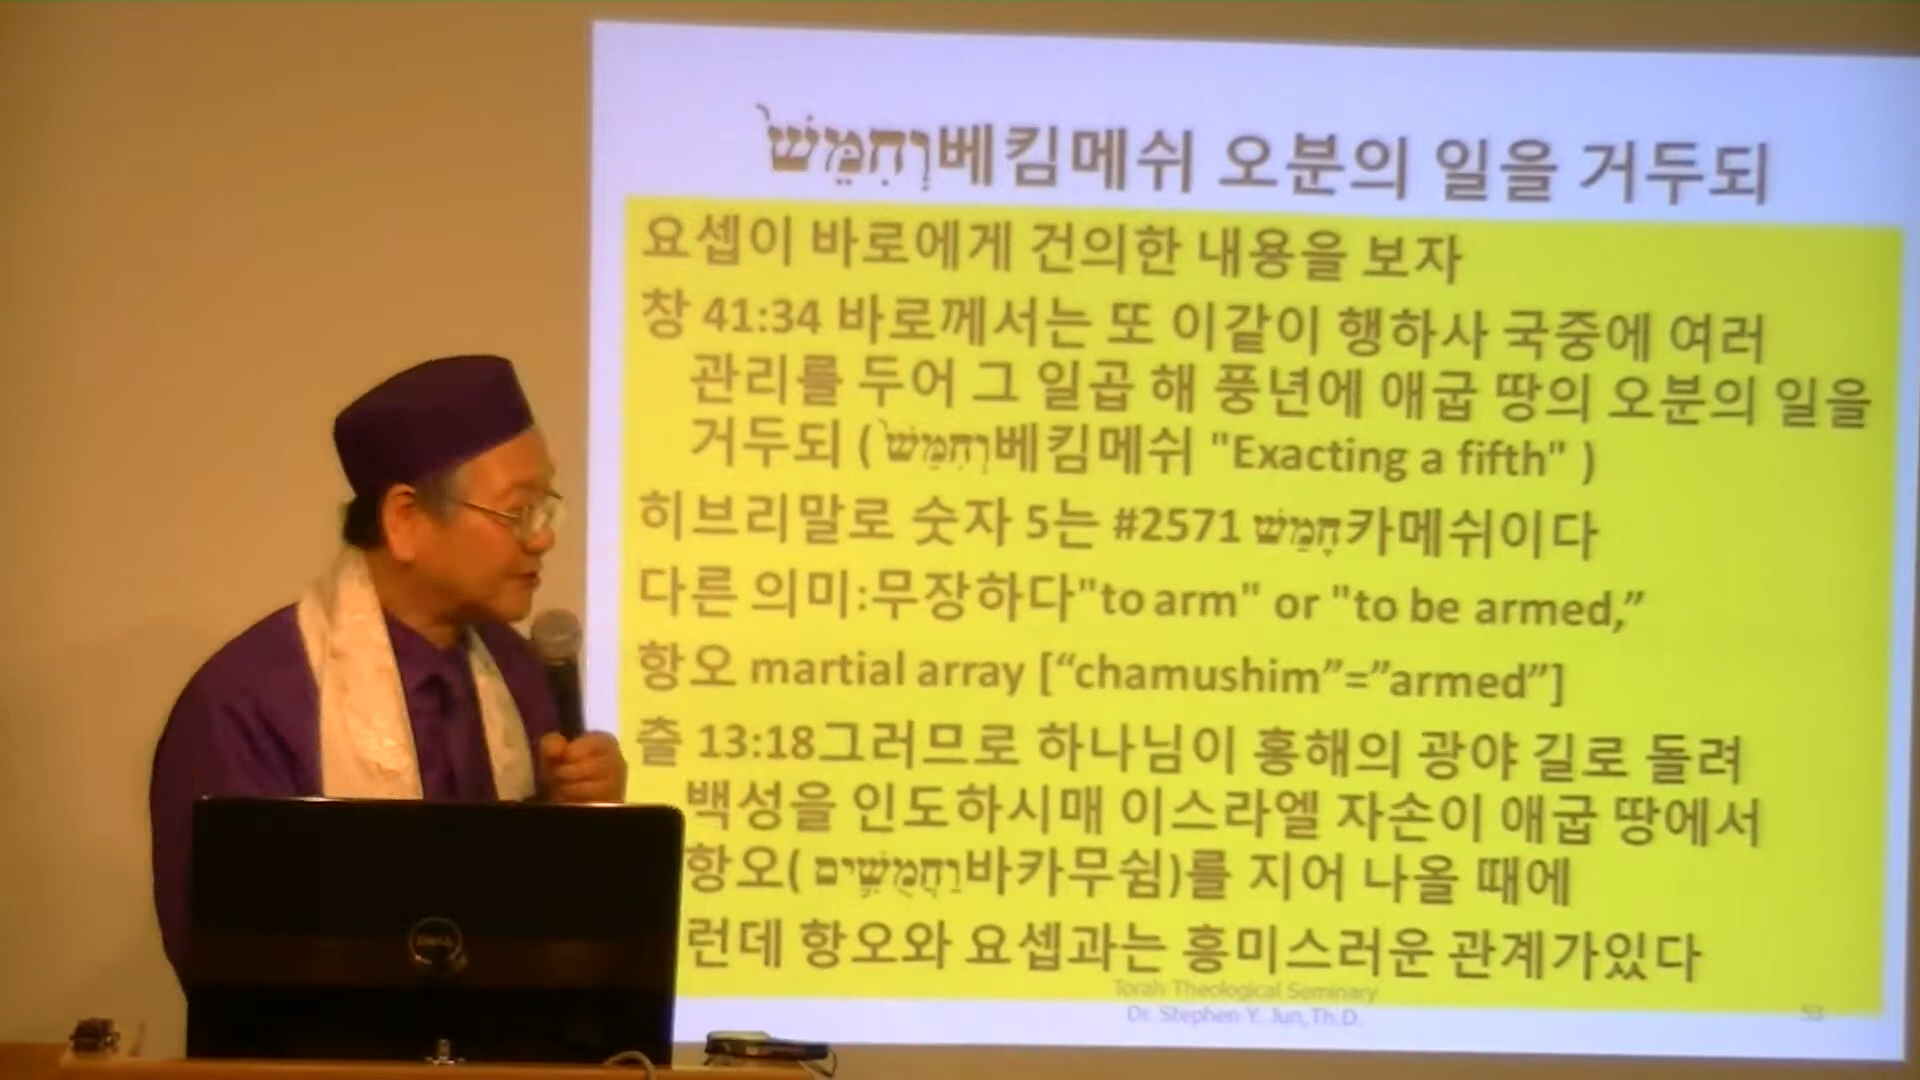 וְחִמֵּשׁ֙베킴메쉬 오분의 일을 거두되
요셉이 바로에게 건의한 내용을 보자
창 41:34 바로께서는 또 이같이 행하사 국중에 여러
관리를 두어 그 일곱 해 풍년에 애굽 땅의 오분의 일을
거두되 ( וְחִמֵּשׁ֙베킴메쉬 "Exacting a fifth" )
히브리말로 숫자 5는 #2571 חָמַשׁ카메쉬이다
다른 의미:무장하다"to arm" or "to be armed,”
항오 martial array [“chamushim”=”armed”]
출 13:18그러므로 하나님이 홍해의 광야 길로 돌려
백성을 인도하시매 이스라엘 자손이 애굽 땅에서
항오( וַחֲמֻשִׁ֛ים바카무쉼)를 지어 나올 때에
런데 항오와 요셉과는 흥미스러운 관계가있다
Torah Theological Seminary
Dr. Stephen Y. Jun,Th.D.
53
DELL